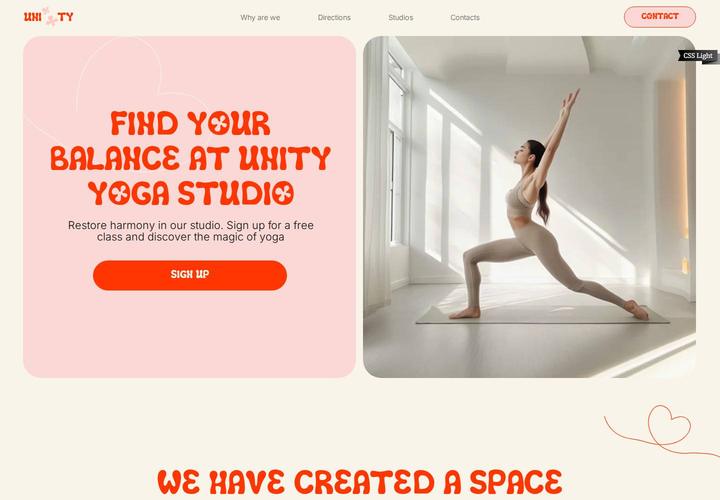 UNITY
Why are we
Directions
Studios
Contacts
CONTACT
CSS Light
FIND YOUR
BALANCE AT UNITY
YOGA STUDIO
Restore harmony in our studio. Sign up for a free
class and discover the magic of yoga
SIGN UP
WE HAVE CREATED A SPACE